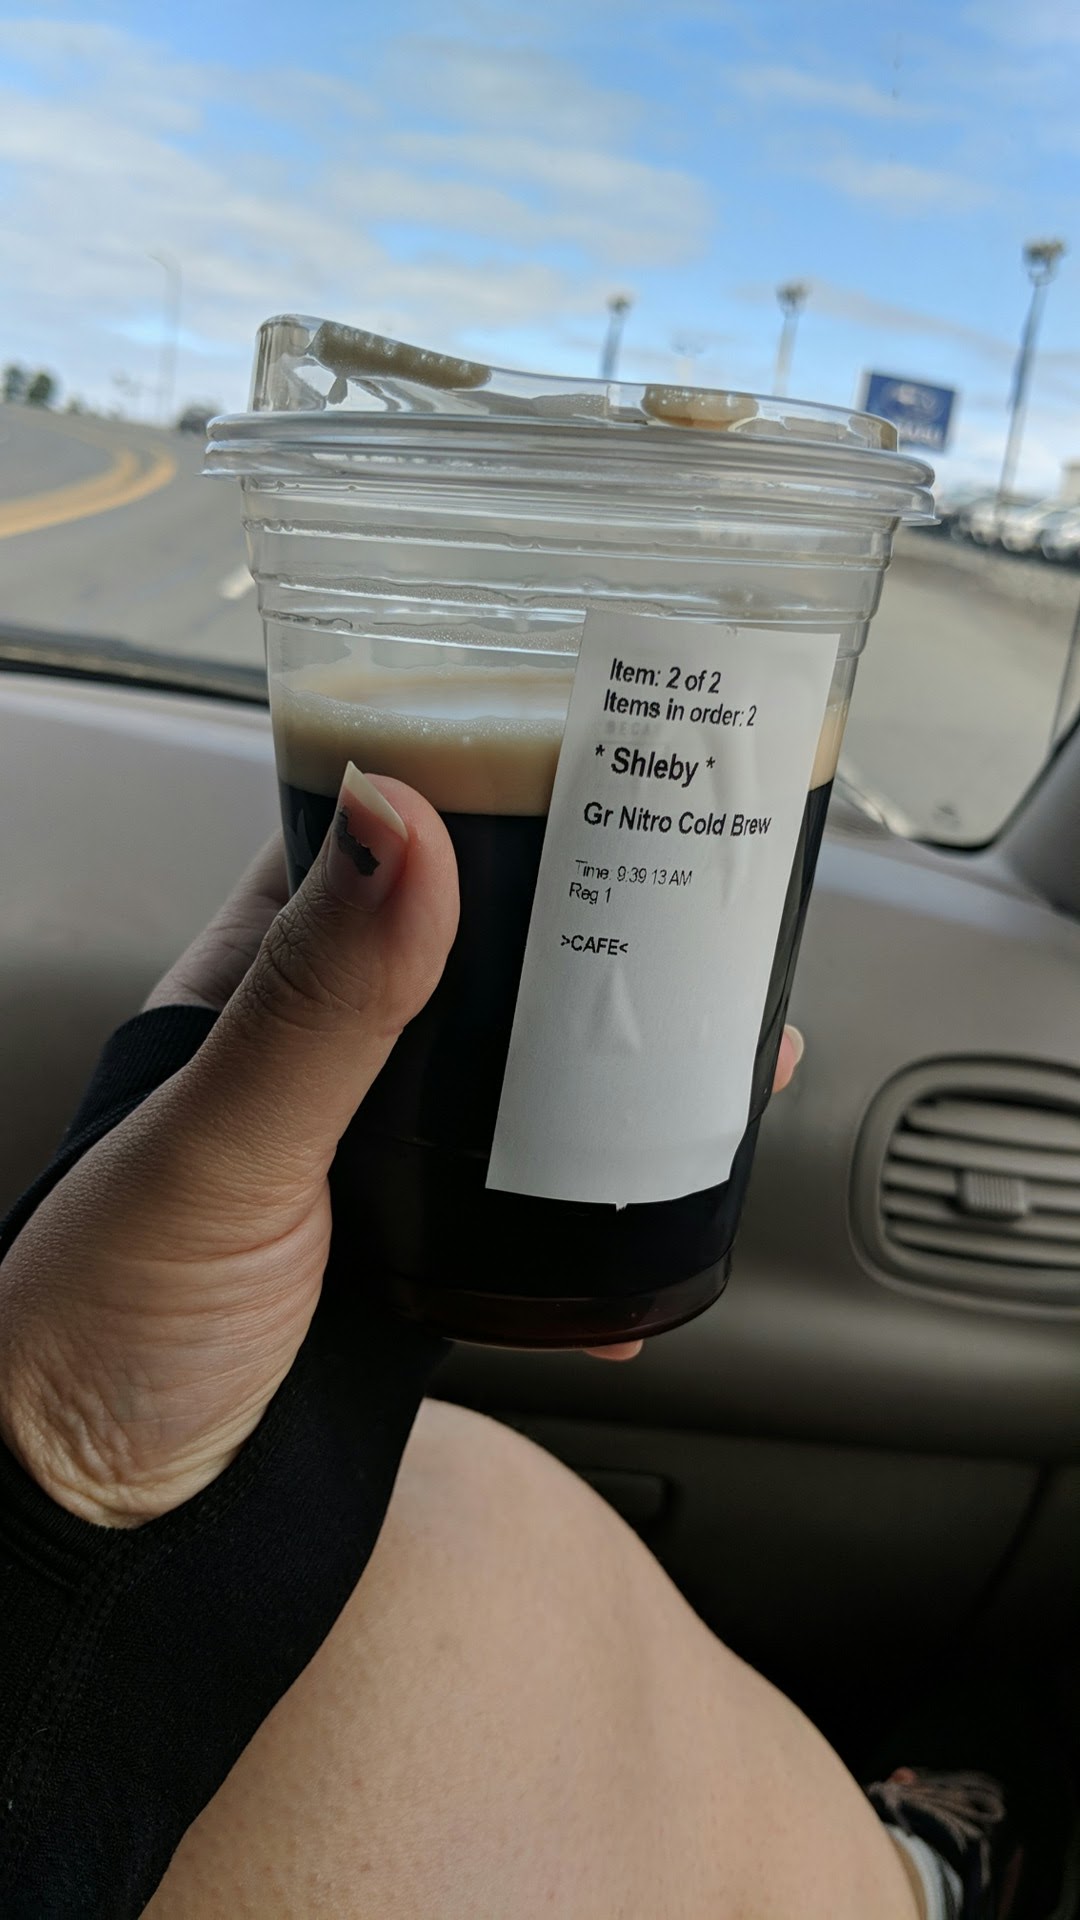 Item: 2 of 2
Items in order: 2
* Shleby *
Gr Nitro Cold Brew
Time: 9:39 13 AM
Reg 1
>CAFE<